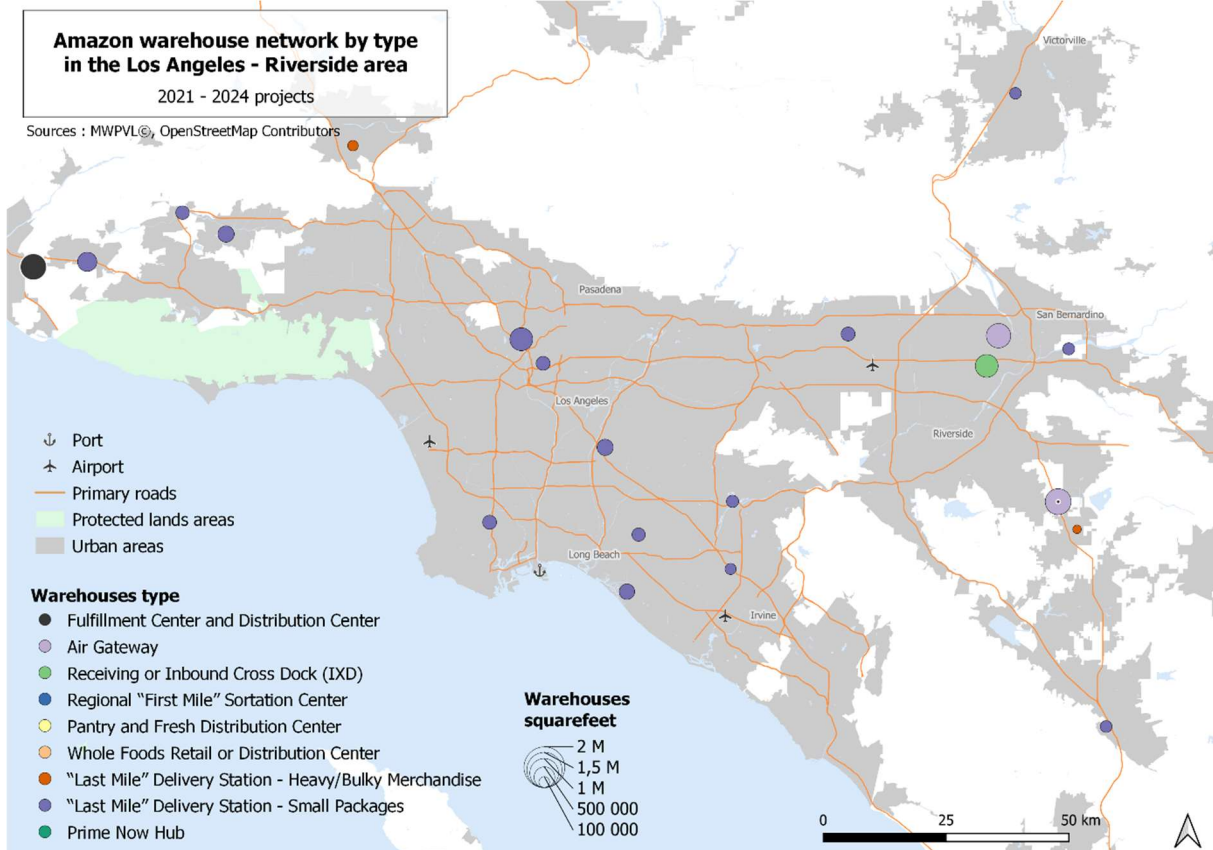 Amazon warehouse network by type
in the Los Angeles - Riverside area
2021 - 2024 projects
Sources : MWPVL©, OpenStreetMap Contributors
Victorville
Pasadena
San Bernardino
Los Angeles
Riverside
Long Beach
Irvine
Port
Airport
Primary roads
Protected lands areas
Urban areas
Warehouses type
Fulfillment Center and Distribution Center
Air Gateway
Receiving or Inbound Cross Dock (IXD)
Regional “First Mile” Sortation Center
Pantry and Fresh Distribution Center
Whole Foods Retail or Distribution Center
“Last Mile” Delivery Station - Heavy/Bulky Merchandise
“Last Mile” Delivery Station - Small Packages
Prime Now Hub
Warehouses
squarefeet
2 M
1,5 M
1 M
500 000
100 000
0 25 50 km